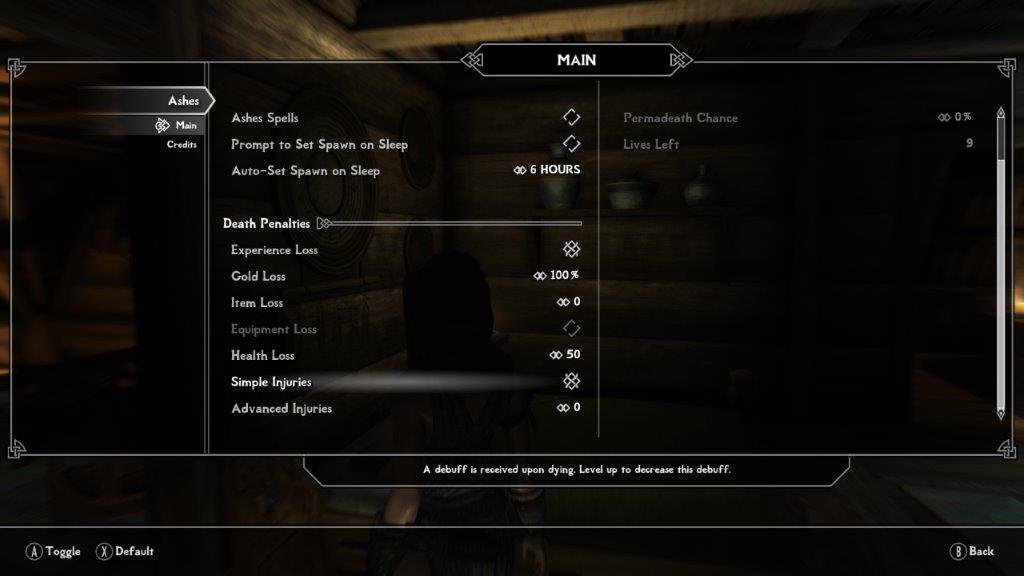 MAIN
Ashes
Main
Credits
Ashes Spells
Prompt to Set Spawn on Sleep
Auto-Set Spawn on Sleep 6 HOURS
Death Penalties
Experience Loss
Gold Loss 100%
Item Loss 0
Equipment Loss
Health Loss 50
Simple Injuries
Advanced Injuries 0
Permadeath Chance 0%
Lives Left 9
A debuff is received upon dying. Level up to decrease this debuff.
A Toggle X Default
B Back